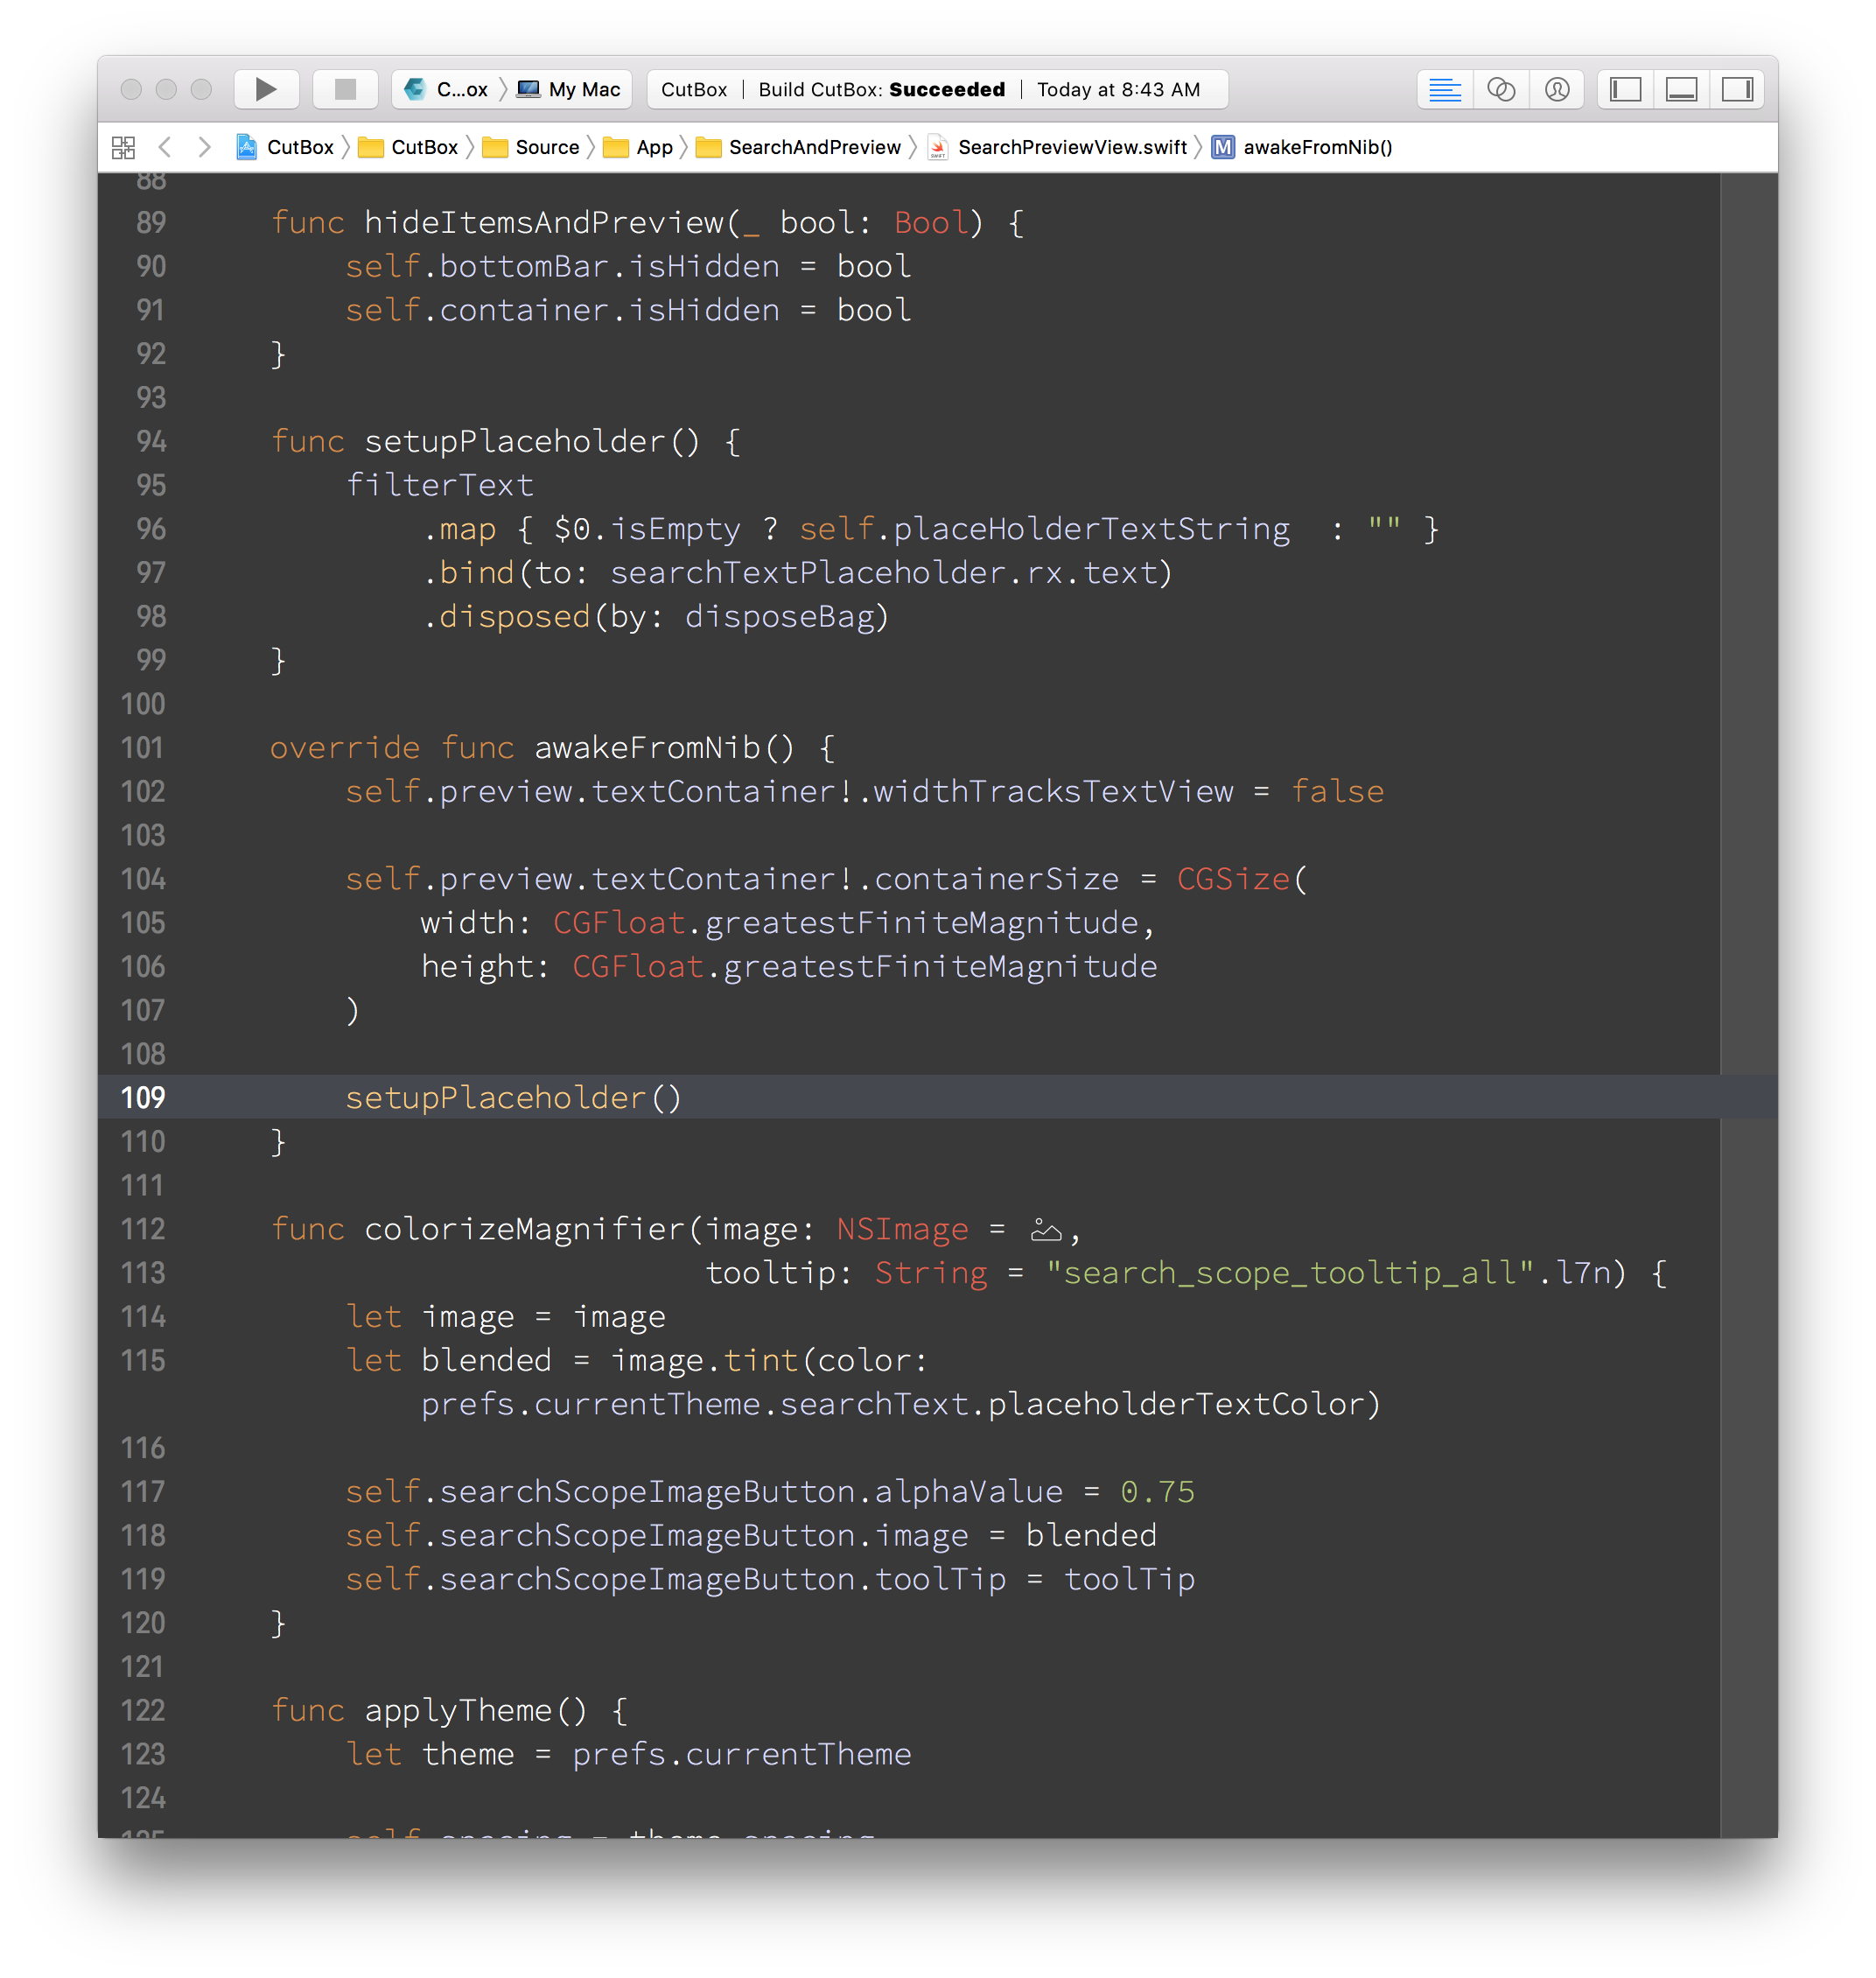 C...ox My Mac CutBox | Build CutBox: Succeeded | Today at 8:43 AM
CutBox CutBox Source App SearchAndPreview SearchPreviewView.swift M awakeFromNib()
88
89 func hideItemsAndPreview(_ bool: Bool) {
90 self.bottomBar.isHidden = bool
91 self.container.isHidden = bool
92 }
93
94 func setupPlaceholder() {
95 filterText
96 .map { $0.isEmpty ? self.placeHolderTextString  : "" }
97 .bind(to: searchTextPlaceholder.rx.text)
98 .disposed(by: disposeBag)
99 }
100
101 override func awakeFromNib() {
102 self.preview.textContainer!.widthTracksTextView = false
103
104 self.preview.textContainer!.containerSize = CGSize(
105 width: CGFloat.greatestFiniteMagnitude,
106 height: CGFloat.greatestFiniteMagnitude
107 )
108
109 setupPlaceholder()
110 }
111
112 func colorizeMagnifier(image: NSImage = ,
113 tooltip: String = "search_scope_tooltip_all".l7n) {
114 let image = image
115 let blended = image.tint(color:
prefs.currentTheme.searchText.placeholderTextColor)
116
117 self.searchScopeImageButton.alphaValue = 0.75
118 self.searchScopeImageButton.image = blended
119 self.searchScopeImageButton.toolTip = toolTip
120 }
121
122 func applyTheme() {
123 let theme = prefs.currentTheme
124
125 self.spacing = theme.spacing